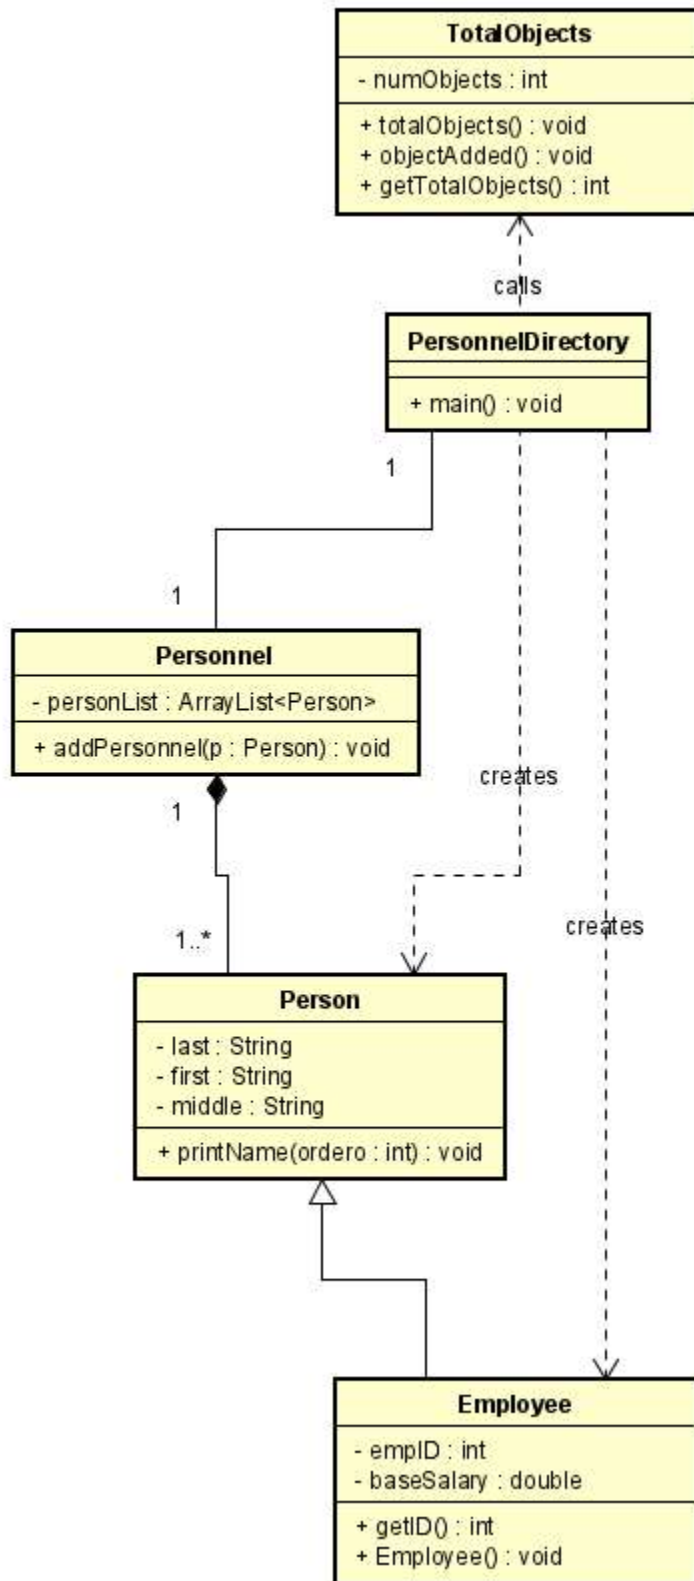 TotalObjects
- numObjects : int
+ totalObjects() : void
+ objectAdded() : void
+ getTotalObjects() : int
calls
PersonnelDirectory
+ main() : void
1
1
Personnel
- personList : ArrayList<Person>
+ addPersonnel(p : Person) : void
1
creates
1..*
creates
Person
- last : String
- first : String
- middle : String
+ printName(ordero : int) : void
Employee
- empID : int
- baseSalary : double
+ getID() : int
+ Employee() : void